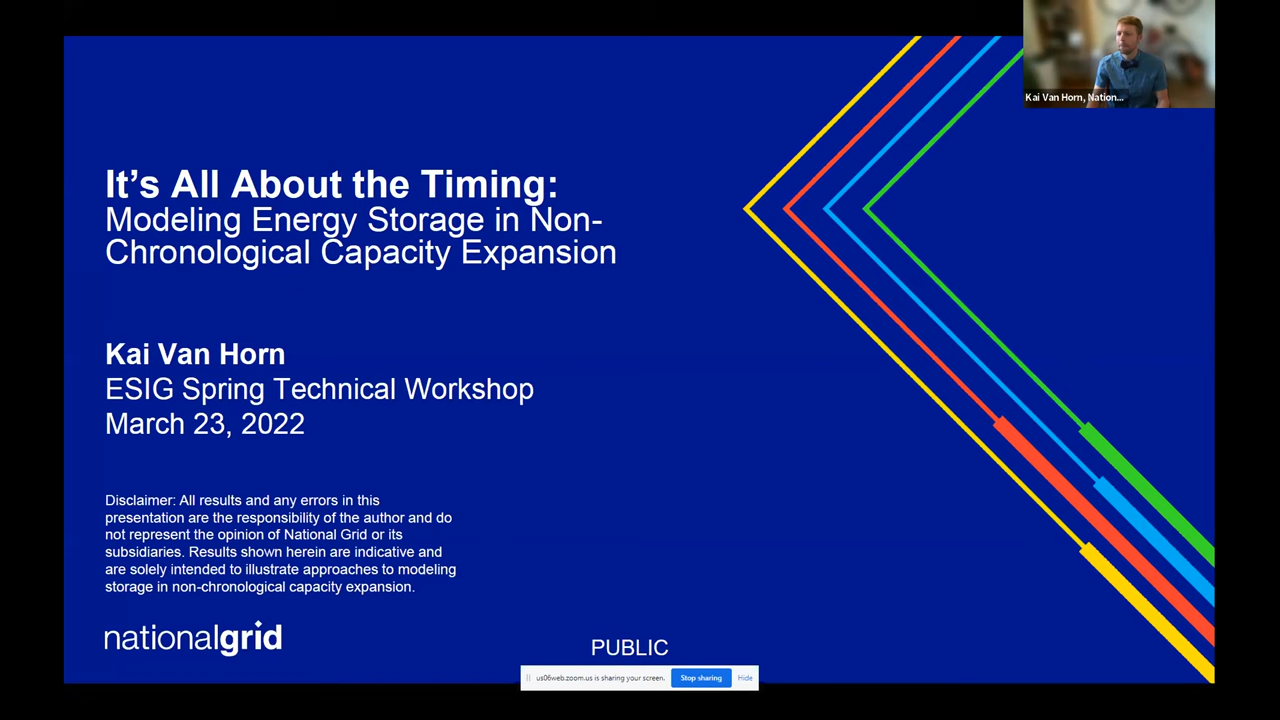 Kai Van Horn, Nation...
It's All About the Timing:
Modeling Energy Storage in Non-
Chronological Capacity Expansion
Kai Van Horn
ESIG Spring Technical Workshop
March 23, 2022
Disclaimer: All results and any errors in this
presentation are the responsibility of the author and do
not represent the opinion of National Grid or its
subsidiaries. Results shown herein are indicative and
are solely intended to illustrate approaches to modeling
storage in non-chronological capacity expansion.
nationalgrid
PUBLIC
us06web.zoom.us is sharing your screen. Stop sharing Hide